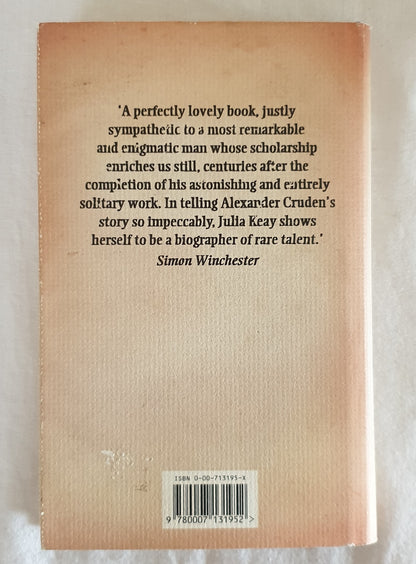 'A perfectly lovely book, justly
sympathetic to a most remarkable
and enigmatic man whose scholarship
enriches us still, centuries after the
completion of his astonishing and entirely
solitary work. In telling Alexander Cruden's
story so impeccably, Julia Keay shows
herself to be a biographer of rare talent.'
Simon Winchester
ISBN 0-00-713195-X
9 780007 131952>